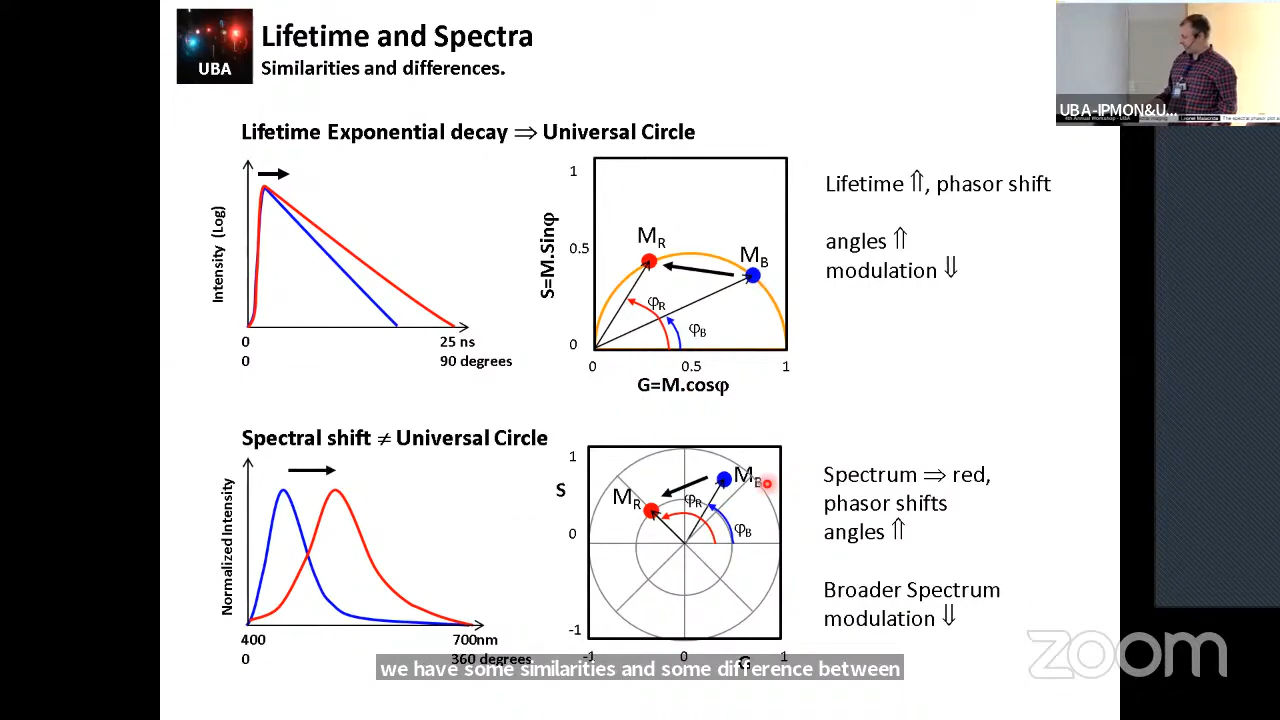 Lifetime and Spectra
UBA
Similarities and differences.
UBA-IPMON&U...
Lifetime Exponential decay ⇒ Universal Circle
Intensity (Log)
0 25 ns
0 90 degrees
S=M.Sinφ
1
0.5
0
M_R
M_B
φ_R
φ_B
0 0.5 1
G=M.cosφ
Lifetime ⇑, phasor shift
angles ⇑
modulation ⇓
Spectral shift ≠ Universal Circle
Normalized Intensity
400 700nm
0 360 degrees
S
1
0
-1
M_B
M_R
φ_R
φ_B
-1 0 1
G
Spectrum ⇒ red,
phasor shifts
angles ⇑
Broader Spectrum
modulation ⇓
we have some similarities and some difference between
zoom